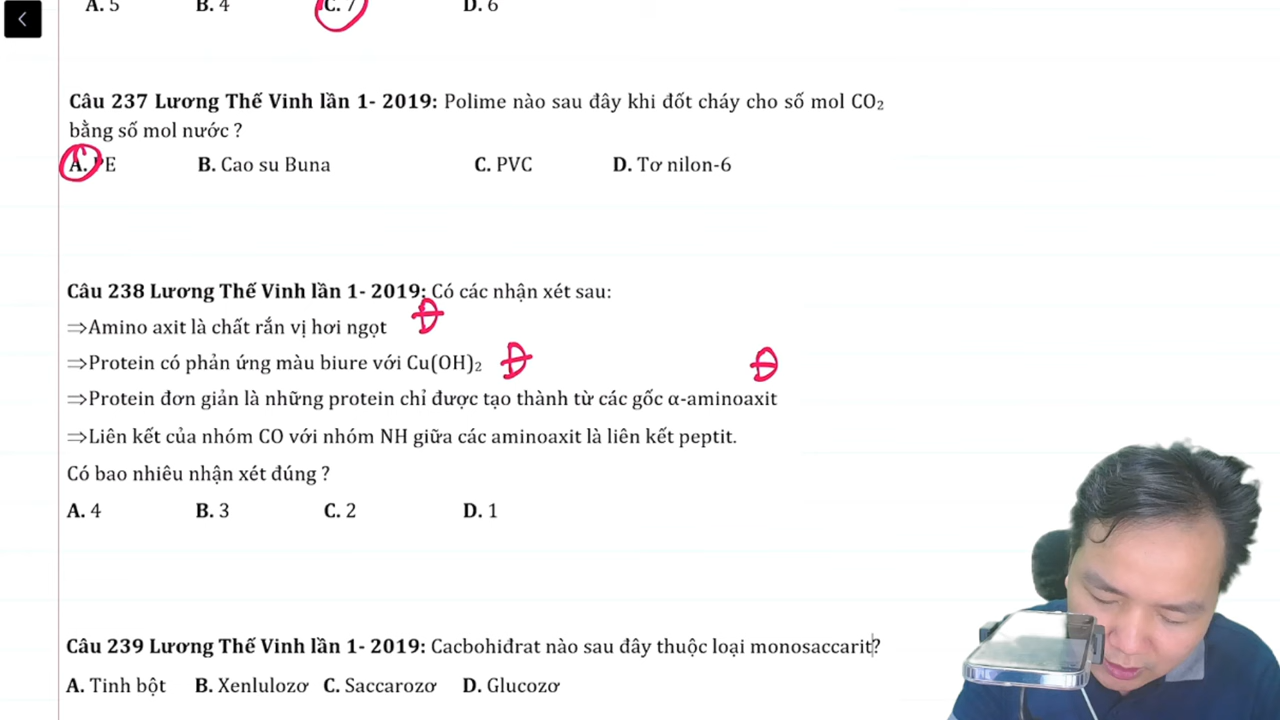 A. 5 B. 4 C. 7 D. 6
Câu 237 Lương Thế Vinh lần 1- 2019: Polime nào sau đây khi đốt cháy cho số mol CO₂
bằng số mol nước ?
A. PE B. Cao su Buna C. PVC D. Tơ nilon-6
Câu 238 Lương Thế Vinh lần 1- 2019: Có các nhận xét sau:
⇒Amino axit là chất rắn vị hơi ngọt Đ
⇒Protein có phản ứng màu biure với Cu(OH)₂ Đ
⇒Protein đơn giản là những protein chỉ được tạo thành từ các gốc α-aminoaxit Đ
⇒Liên kết của nhóm CO với nhóm NH giữa các aminoaxit là liên kết peptit.
Có bao nhiêu nhận xét đúng ?
A. 4 B. 3 C. 2 D. 1
Câu 239 Lương Thế Vinh lần 1- 2019: Cacbohiđrat nào sau đây thuộc loại monosaccarit?
A. Tinh bột B. Xenlulozơ C. Saccarozơ D. Glucozơ